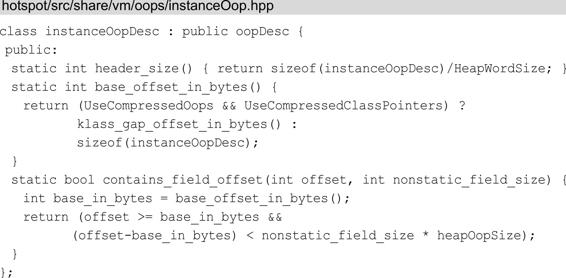 hotspot/src/share/vm/oops/instanceOop.hpp
class instanceOopDesc : public oopDesc {
 public:
  static int header_size() { return sizeof(instanceOopDesc)/HeapWordSize; }
  static int base_offset_in_bytes() {
    return (UseCompressedOops && UseCompressedClassPointers) ?
           klass_gap_offset_in_bytes() :
           sizeof(instanceOopDesc);
  }
  static bool contains_field_offset(int offset, int nonstatic_field_size) {
    int base_in_bytes = base_offset_in_bytes();
    return (offset >= base_in_bytes &&
           (offset-base_in_bytes) < nonstatic_field_size * heapOopSize);
  }
};